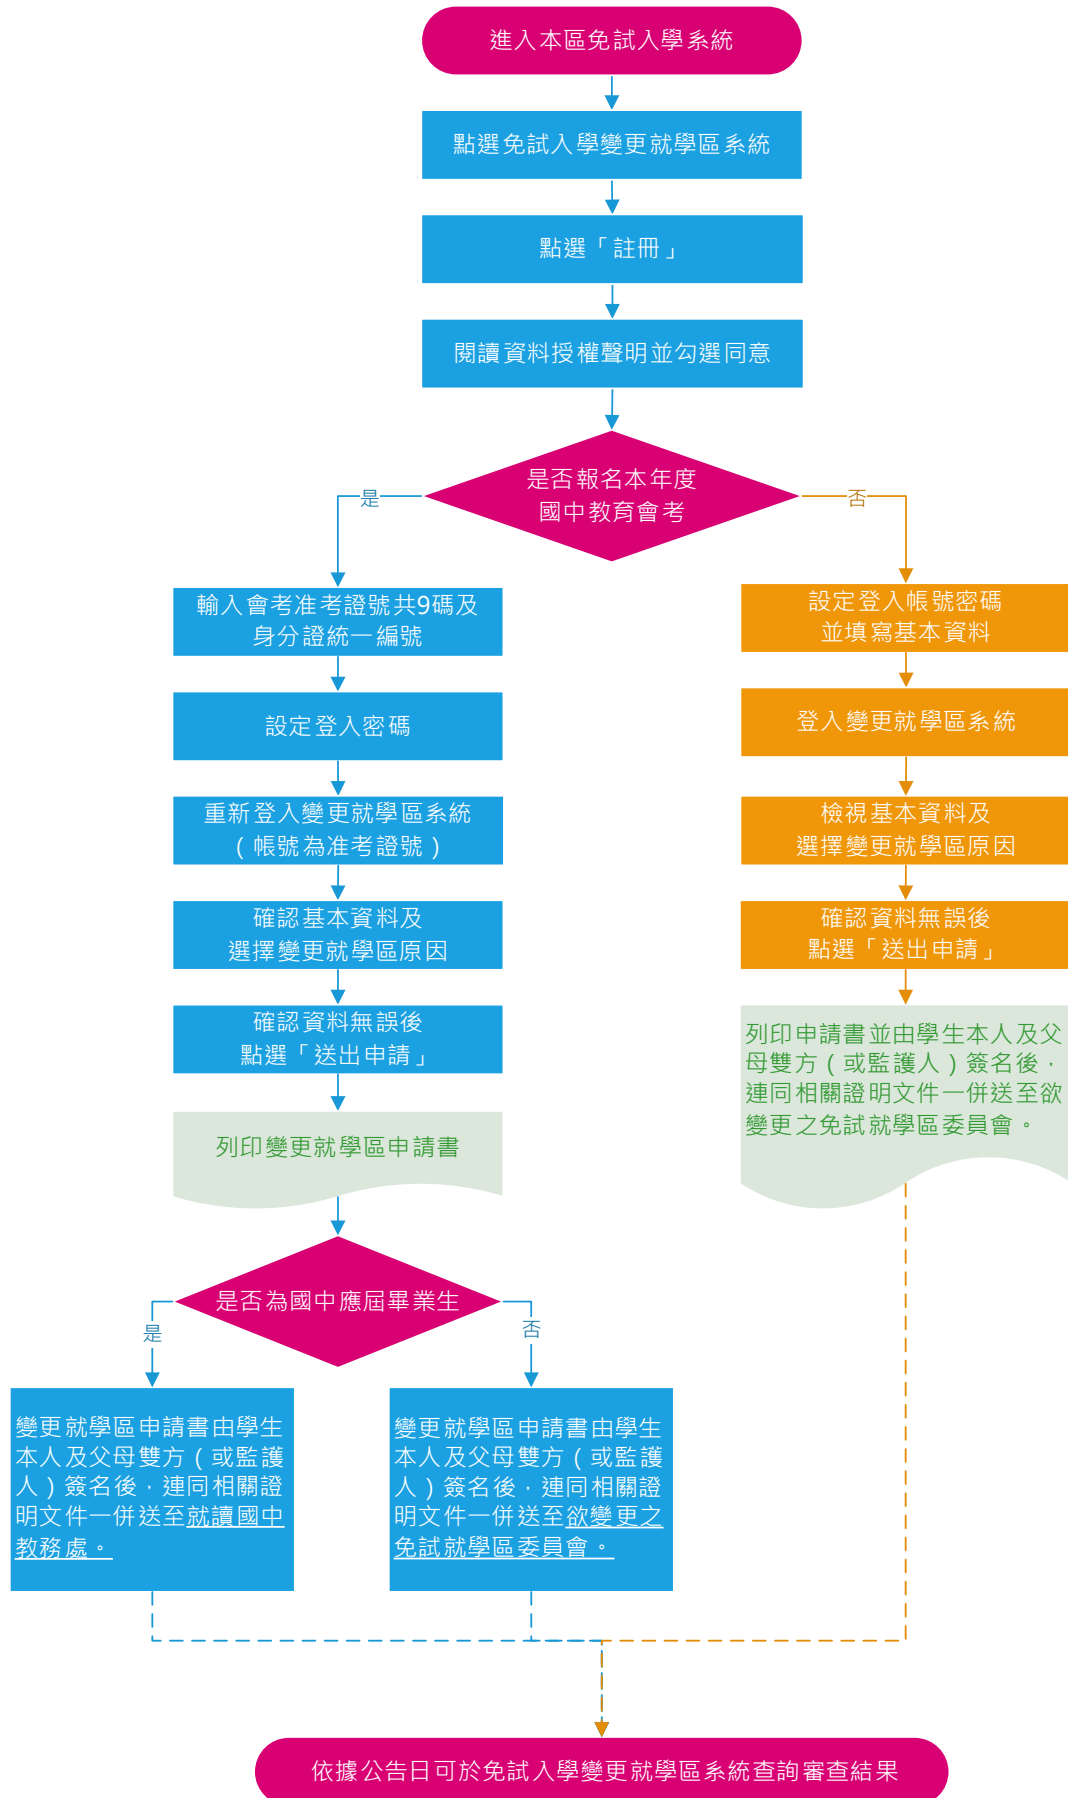 進入本區免試入學系統
點選免試入學變更就學區系統
點選「註冊」
閱讀資料授權聲明並勾選同意
是否報名本年度
國中教育會考
是
否
輸入會考准考證號共9碼及
身分證統一編號
設定登入密碼
重新登入變更就學區系統
（帳號為准考證號）
確認基本資料及
選擇變更就學區原因
確認資料無誤後
點選「送出申請」
列印變更就學區申請書
是否為國中應屆畢業生
是
否
變更就學區申請書由學生
本人及父母雙方（或監護
人）簽名後，連同相關證
明文件一併送至就讀國中
教務處。
變更就學區申請書由學生
本人及父母雙方（或監護
人）簽名後，連同相關證
明文件一併送至欲變更之
免試就學區委員會。
設定登入帳號密碼
並填寫基本資料
登入變更就學區系統
檢視基本資料及
選擇變更就學區原因
確認資料無誤後
點選「送出申請」
列印申請書並由學生本人及父
母雙方（或監護人）簽名後，
連同相關證明文件一併送至欲
變更之免試就學區委員會。
依據公告日可於免試入學變更就學區系統查詢審查結果